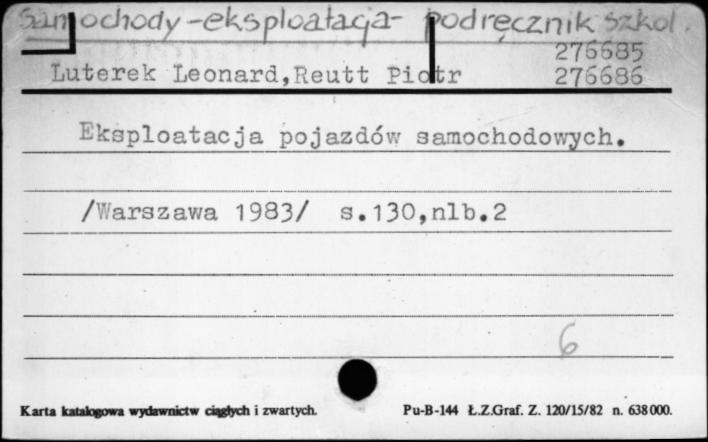 Samochody-eksploatacja- podręcznik szkol.
276685
Luterek Leonard,Reutt Piotr 276686
Eksploatacja pojazdów samochodowych.
/Warszawa 1983/ s.130,nlb.2
6
Karta katalogowa wydawnictw ciągłych i zwartych. Pu-B-144 Ł.Z.Graf. Z. 120/15/82 n. 638000.